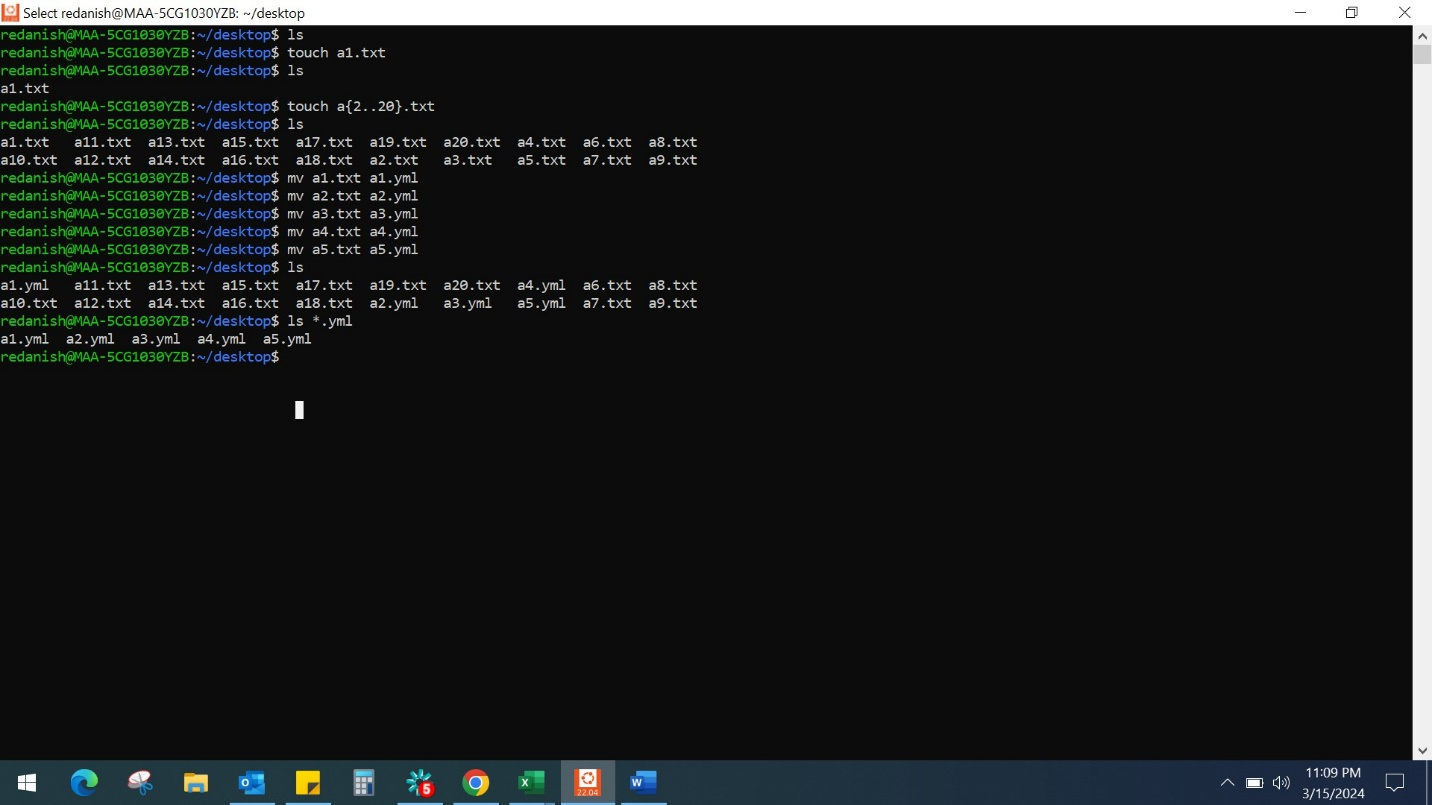 Select redanish@MAA-5CG1030YZB: ~/desktop
redanish@MAA-5CG1030YZB:~/desktop$ ls
redanish@MAA-5CG1030YZB:~/desktop$ touch a1.txt
redanish@MAA-5CG1030YZB:~/desktop$ ls
a1.txt
redanish@MAA-5CG1030YZB:~/desktop$ touch a{2..20}.txt
redanish@MAA-5CG1030YZB:~/desktop$ ls
a1.txt   a11.txt  a13.txt  a15.txt  a17.txt  a19.txt  a20.txt  a4.txt  a6.txt  a8.txt
a10.txt  a12.txt  a14.txt  a16.txt  a18.txt  a2.txt   a3.txt   a5.txt  a7.txt  a9.txt
redanish@MAA-5CG1030YZB:~/desktop$ mv a1.txt a1.yml
redanish@MAA-5CG1030YZB:~/desktop$ mv a2.txt a2.yml
redanish@MAA-5CG1030YZB:~/desktop$ mv a3.txt a3.yml
redanish@MAA-5CG1030YZB:~/desktop$ mv a4.txt a4.yml
redanish@MAA-5CG1030YZB:~/desktop$ mv a5.txt a5.yml
redanish@MAA-5CG1030YZB:~/desktop$ ls
a1.yml   a11.txt  a13.txt  a15.txt  a17.txt  a19.txt  a20.txt  a4.yml  a6.txt  a8.txt
a10.txt  a12.txt  a14.txt  a16.txt  a18.txt  a2.yml   a3.yml   a5.yml  a7.txt  a9.txt
redanish@MAA-5CG1030YZB:~/desktop$ ls *.yml
a1.yml  a2.yml  a3.yml  a4.yml  a5.yml
redanish@MAA-5CG1030YZB:~/desktop$
5
22.04
11:09 PM
3/15/2024